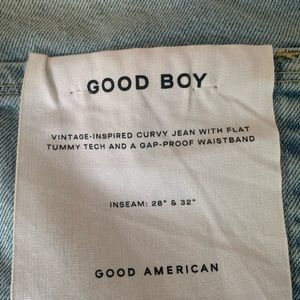 GOOD BOY
VINTAGE-INSPIRED CURVY JEAN WITH FLAT
TUMMY TECH AND A GAP-PROOF WAISTBAND
INSEAM: 28" & 32"
GOOD AMERICAN